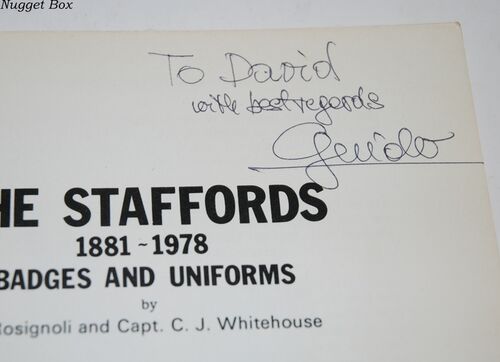 Nugget Box
To David
with best regards
Guido
HE STAFFORDS
1881 - 1978
BADGES AND UNIFORMS
by
Rosignoli and Capt. C. J. Whitehouse